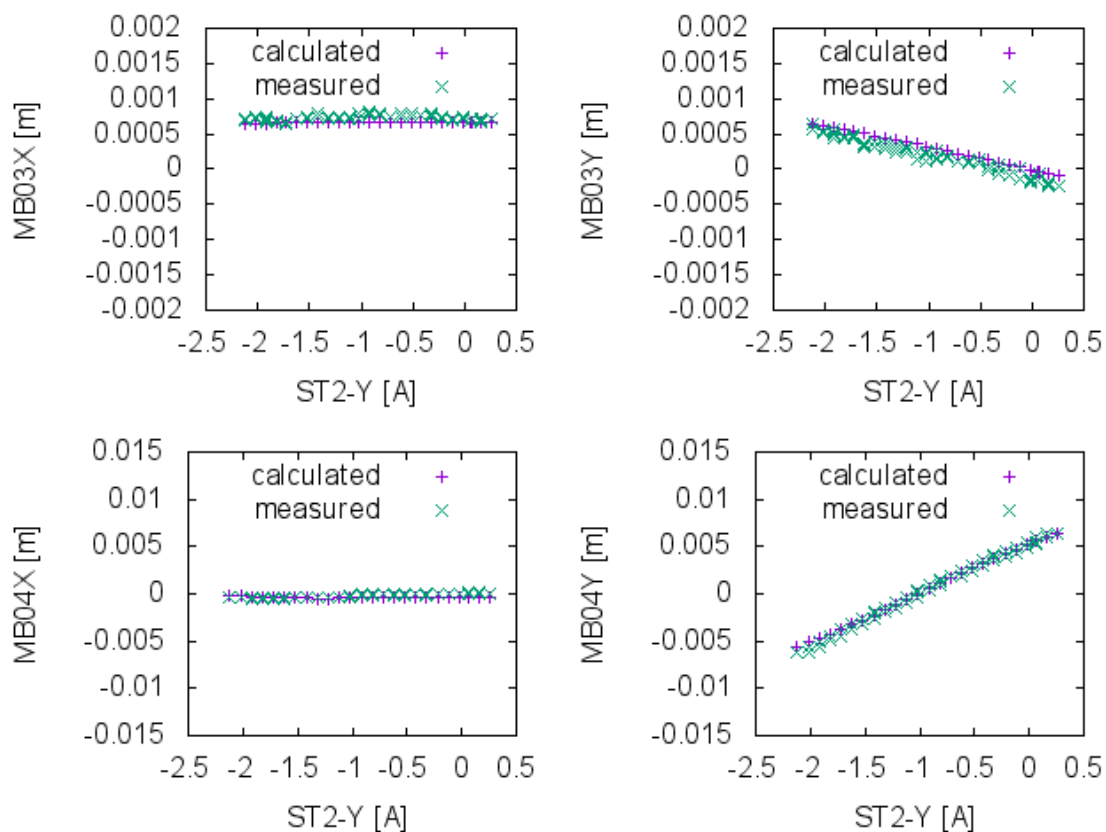 0.002
0.0015
0.001
0.0005
0
-0.0005
-0.001
-0.0015
-0.002
MB03X [m]
calculated
measured
-2.5 -2 -1.5 -1 -0.5 0 0.5
ST2-Y [A]
0.002
0.0015
0.001
0.0005
0
-0.0005
-0.001
-0.0015
-0.002
MB03Y [m]
calculated
measured
-2.5 -2 -1.5 -1 -0.5 0 0.5
ST2-Y [A]
0.015
0.01
0.005
0
-0.005
-0.01
-0.015
MB04X [m]
calculated
measured
-2.5 -2 -1.5 -1 -0.5 0 0.5
ST2-Y [A]
0.015
0.01
0.005
0
-0.005
-0.01
-0.015
MB04Y [m]
calculated
measured
-2.5 -2 -1.5 -1 -0.5 0 0.5
ST2-Y [A]